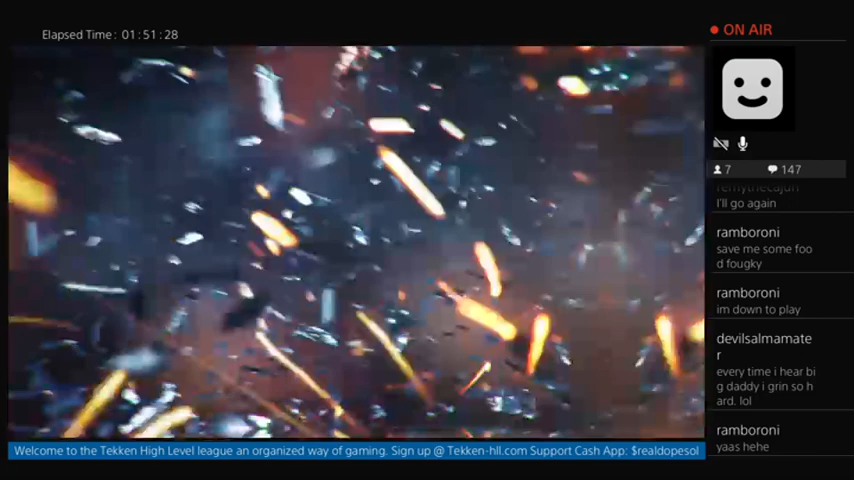 Elapsed Time: 01:51:28
ON AIR
7 147
remythecajun
I'll go again
ramboroni
save me some foo
d fougky
ramboroni
im down to play
devilsalmamate
r
every time i hear bi
g daddy i grin so h
ard. lol
ramboroni
yaas hehe
Welcome to the Tekken High Level league an organized way of gaming. Sign up @ Tekken-hll.com Support Cash App: $realdopesol